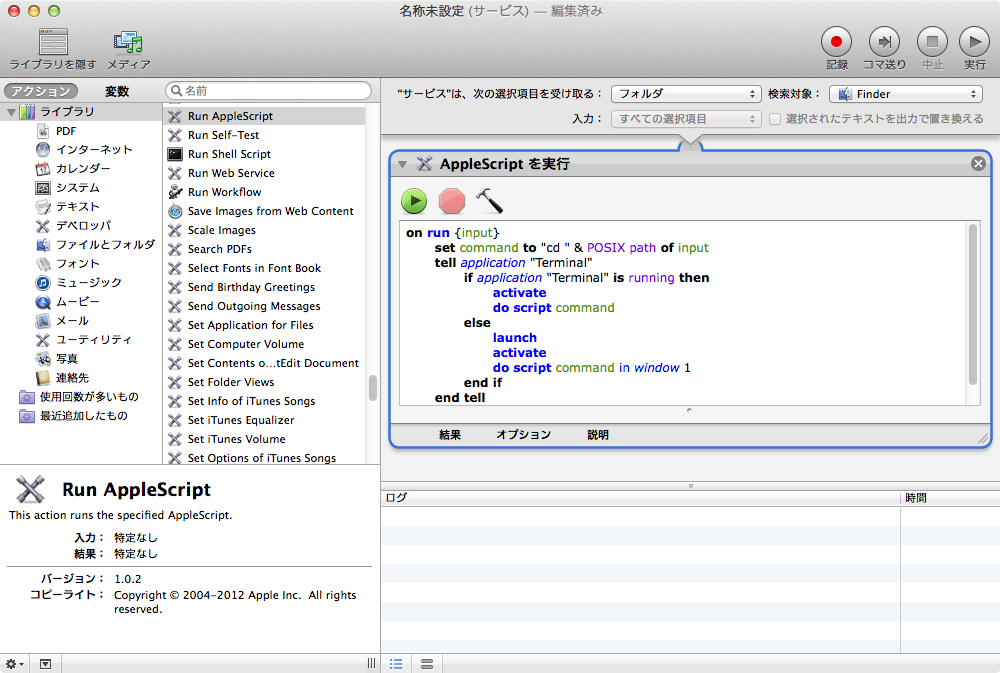 名称未設定 (サービス) — 編集済み
ライブラリを隠す
メディア
記録
コマ送り
中止
実行
アクション
変数
名前
ライブラリ
PDF
インターネット
カレンダー
システム
テキスト
デベロッパ
ファイルとフォルダ
フォント
ミュージック
ムービー
メール
ユーティリティ
写真
連絡先
使用回数が多いもの
最近追加したもの
Run AppleScript
Run Self-Test
Run Shell Script
Run Web Service
Run Workflow
Save Images from Web Content
Scale Images
Search PDFs
Select Fonts in Font Book
Send Birthday Greetings
Send Outgoing Messages
Set Application for Files
Set Computer Volume
Set Contents o...tEdit Document
Set Folder Views
Set Info of iTunes Songs
Set iTunes Equalizer
Set iTunes Volume
Set Options of iTunes Songs
Run AppleScript
This action runs the specified AppleScript.
入力： 特定なし
結果： 特定なし
バージョン： 1.0.2
コピーライト： Copyright © 2004-2012 Apple Inc. All rights
reserved.
“サービス”は、次の選択項目を受け取る： フォルダ 検索対象： Finder
入力： すべての選択項目 選択されたテキストを出力で置き換える
AppleScript を実行
on run {input}
set command to "cd " & POSIX path of input
tell application "Terminal"
if application "Terminal" is running then
activate
do script command
else
launch
activate
do script command in window 1
end if
end tell
結果 オプション 説明
ログ 時間